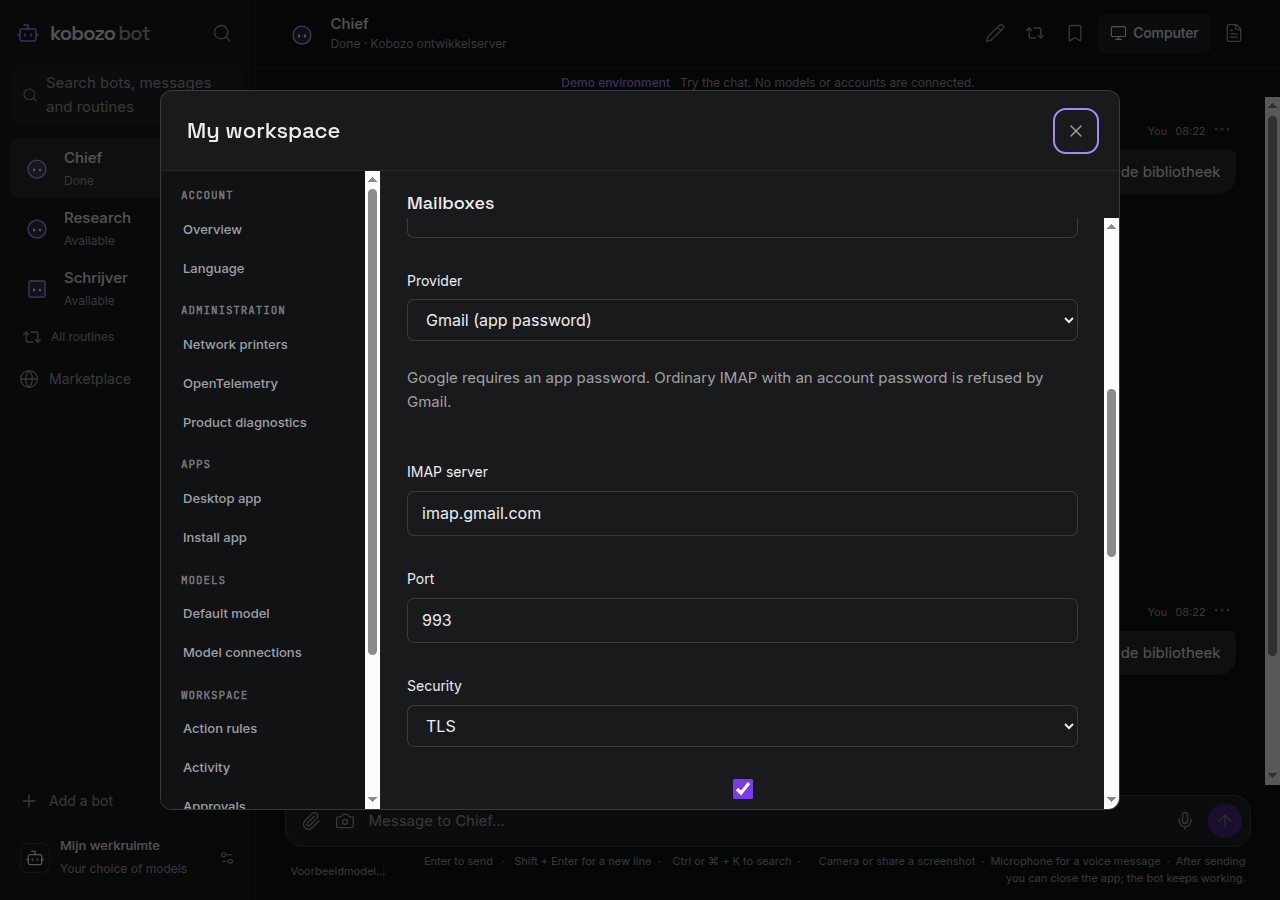 kobozo bot
Search bots, messages
and routines
Chief
Done
Research
Available
Schrijver
Available
All routines
Marketplace
Add a bot
Mijn werkruimte
Your choice of models
Chief
Done · Kobozo ontwikkelserver
Computer
Demo environment Try the chat. No models or accounts are connected.
You 08:22
de bibliotheek
You 08:22
de bibliotheek
My workspace
ACCOUNT
Overview
Language
ADMINISTRATION
Network printers
OpenTelemetry
Product diagnostics
APPS
Desktop app
Install app
MODELS
Default model
Model connections
WORKSPACE
Action rules
Activity
Approvals
Mailboxes
Provider
Gmail (app password)
Google requires an app password. Ordinary IMAP with an account password is refused by
Gmail.
IMAP server
imap.gmail.com
Port
993
Security
TLS
Message to Chief...
Voorbeeldmodel...
Enter to send · Shift + Enter for a new line · Ctrl or ⌘ + K to search · Camera or share a screenshot · Microphone for a voice message · After sending
you can close the app; the bot keeps working.